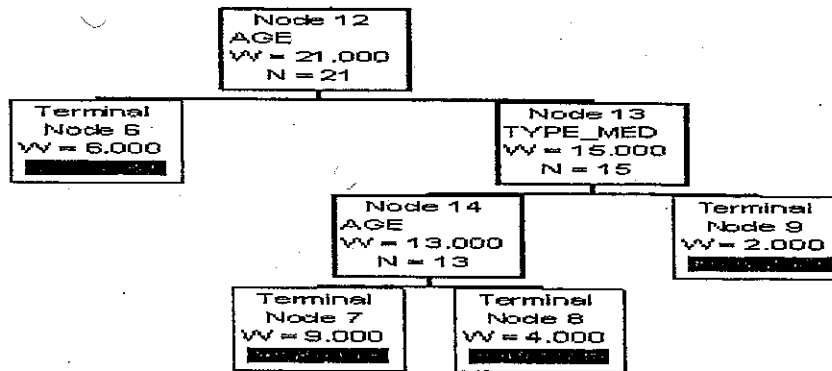 Node 12
AGE
W = 21.000
N = 21
Terminal
Node 6
W = 6.000
Node 13
TYPE_MED
W = 15.000
N = 15
Node 14
AGE
W = 13.000
N = 13
Terminal
Node 9
W = 2.000
Terminal
Node 7
W = 9.000
Terminal
Node 8
W = 4.000